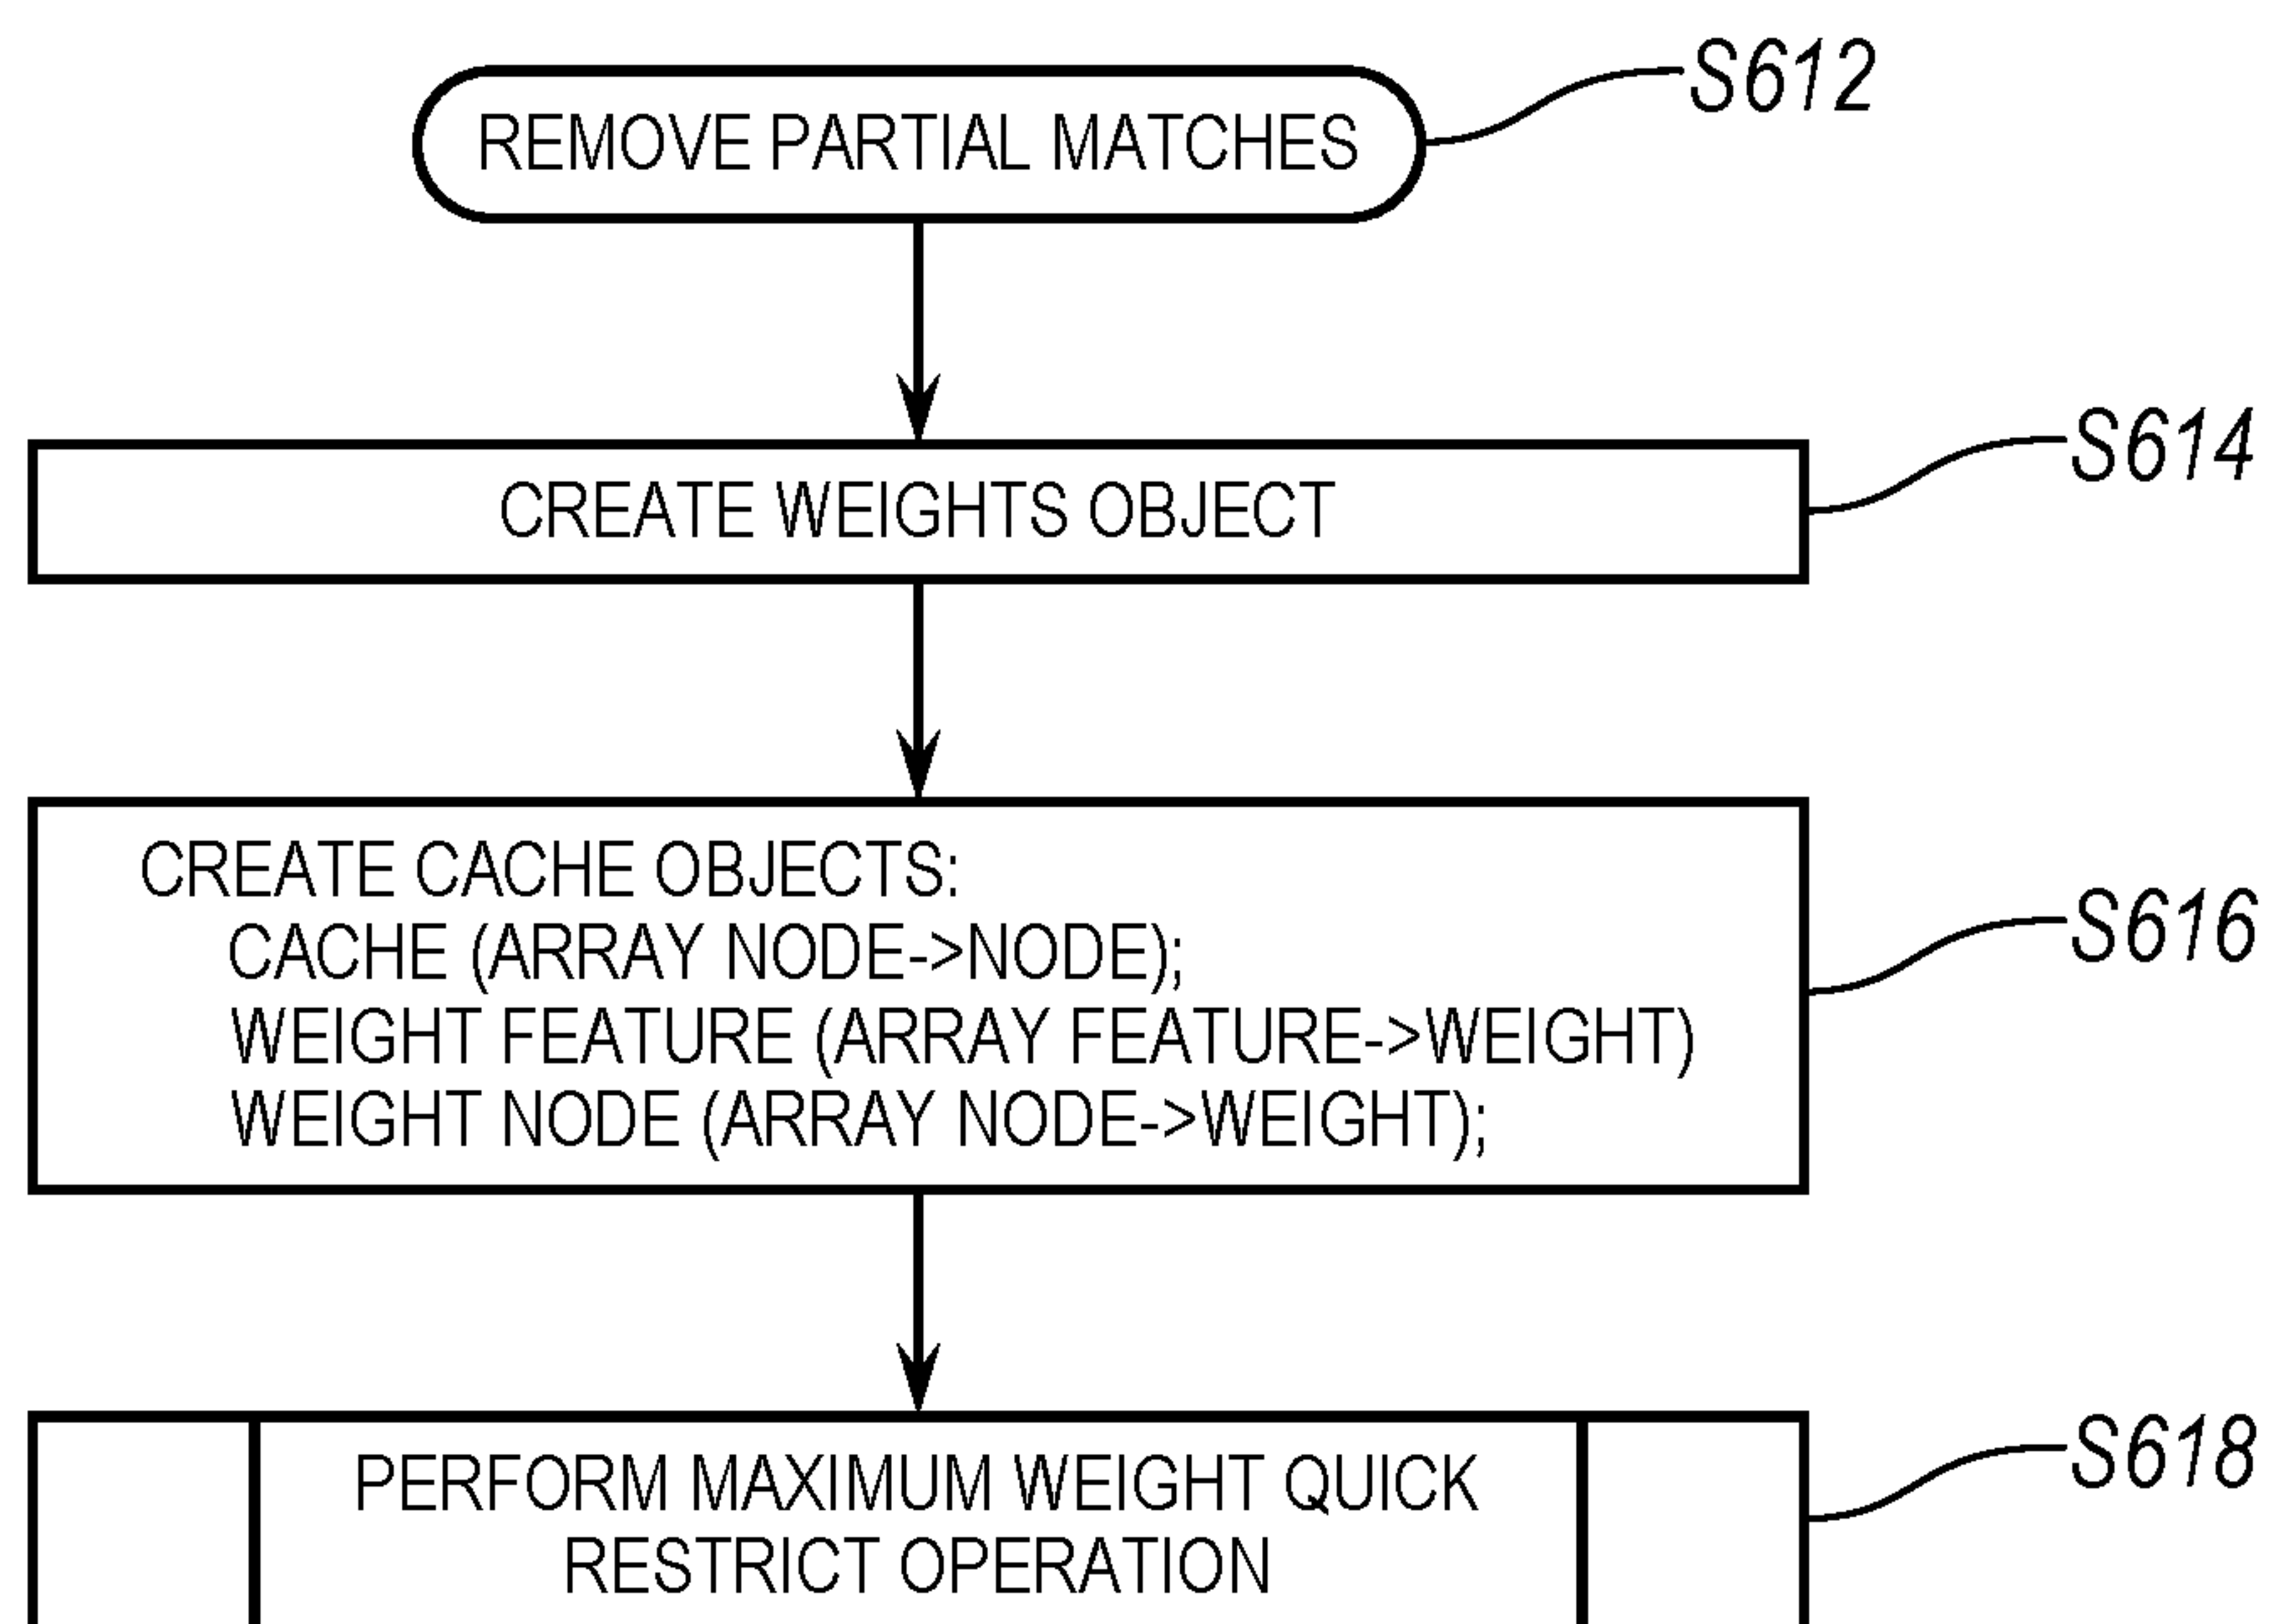 REMOVE PARTIAL MATCHES
S612
CREATE WEIGHTS OBJECT
S614
CREATE CACHE OBJECTS:
CACHE (ARRAY NODE->NODE);
WEIGHT FEATURE (ARRAY FEATURE->WEIGHT)
WEIGHT NODE (ARRAY NODE->WEIGHT);
S616
PERFORM MAXIMUM WEIGHT QUICK
RESTRICT OPERATION
S618